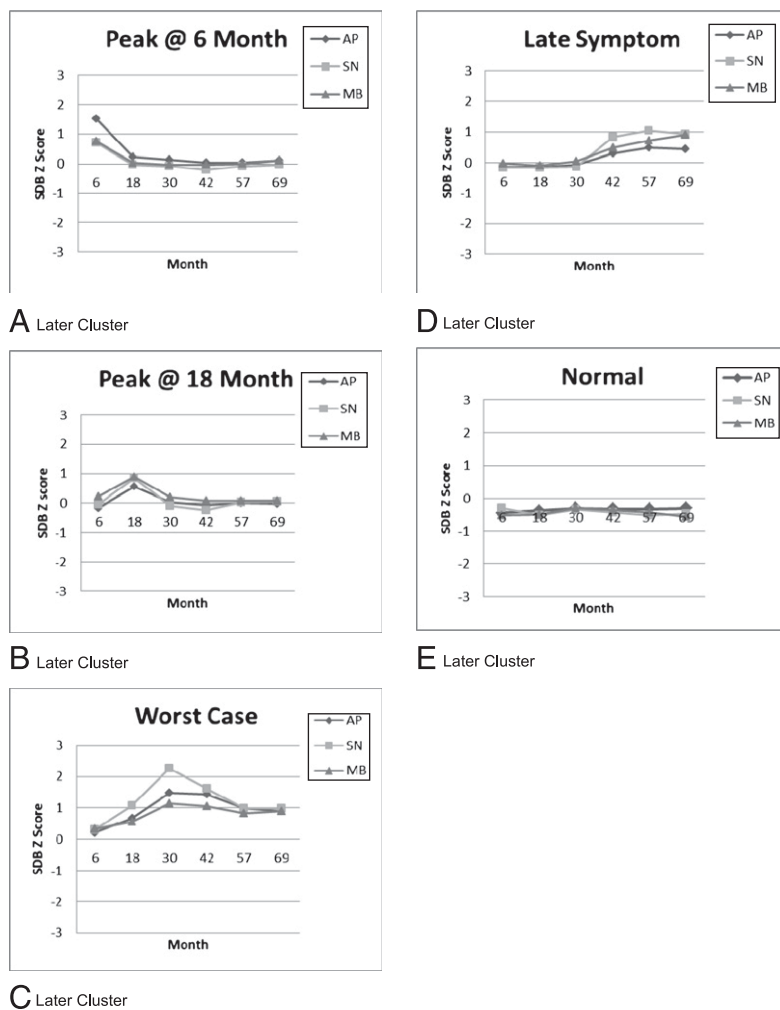 Peak @ 6 Month
AP
SN
MB
3
2
1
0
-1
-2
-3
SDB Z Score
6 18 30 42 57 69
Month
A Later Cluster
Peak @ 18 Month
AP
SN
MB
3
2
1
0
-1
-2
-3
SDB Z score
6 18 30 42 57 69
Month
B Later Cluster
Worst Case
AP
SN
MB
3
2
1
0
-1
-2
-3
SDB Z Score
6 18 30 42 57 69
Month
C Later Cluster
Late Symptom
AP
SN
MB
3
2
1
0
-1
-2
-3
SDB Z Score
6 18 30 42 57 69
Month
D Later Cluster
Normal
AP
SN
MB
3
2
1
0
-1
-2
-3
SDB Z Score
6 18 30 42 57 69
Month
E Later Cluster